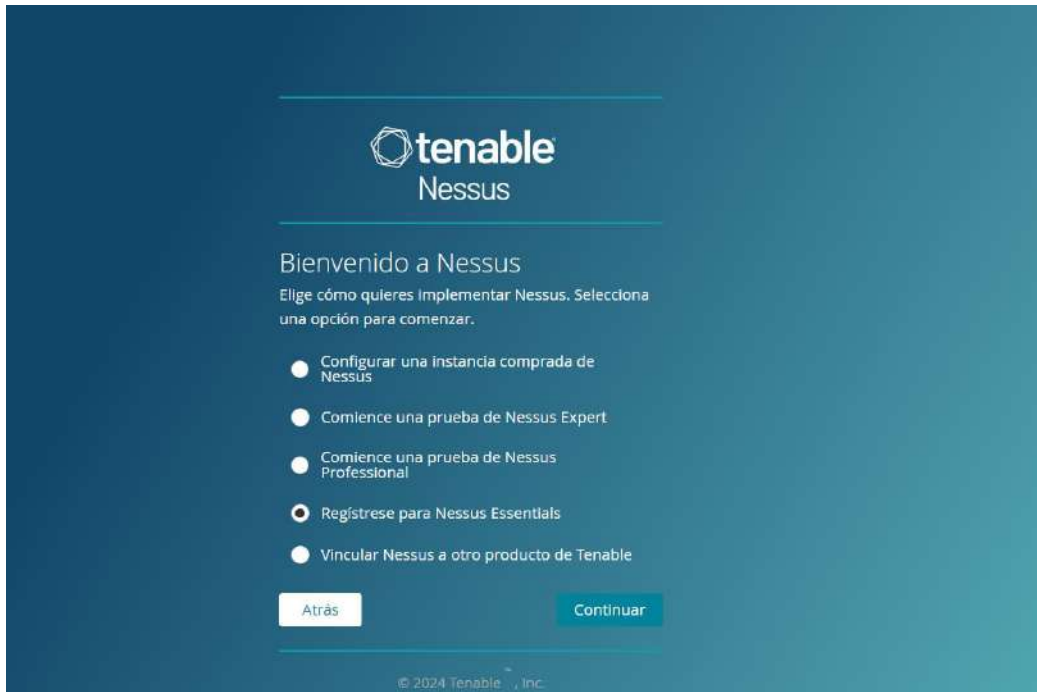 tenable
Nessus
Bienvenido a Nessus
Elige cómo quieres implementar Nessus. Selecciona
una opción para comenzar.
Configurar una instancia comprada de
Nessus
Comience una prueba de Nessus Expert
Comience una prueba de Nessus
Professional
Regístrese para Nessus Essentials
Vincular Nessus a otro producto de Tenable
Atrás
Continuar
© 2024 Tenable™, Inc.